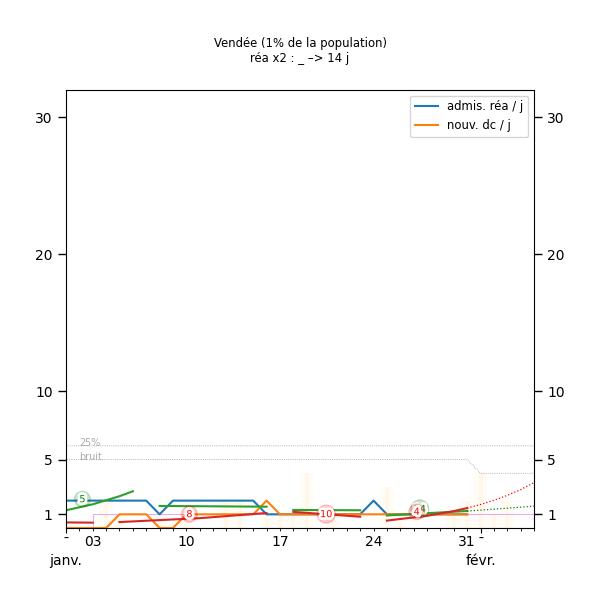 Vendée (1% de la population)
réa x2 : _ –> 14 j
admis. réa / j
nouv. dc / j
30 30
20 20
10 10
25%
5 bruit 5
5
8 10 4
1 1
- 03 10 17 24 31 -
janv. févr.